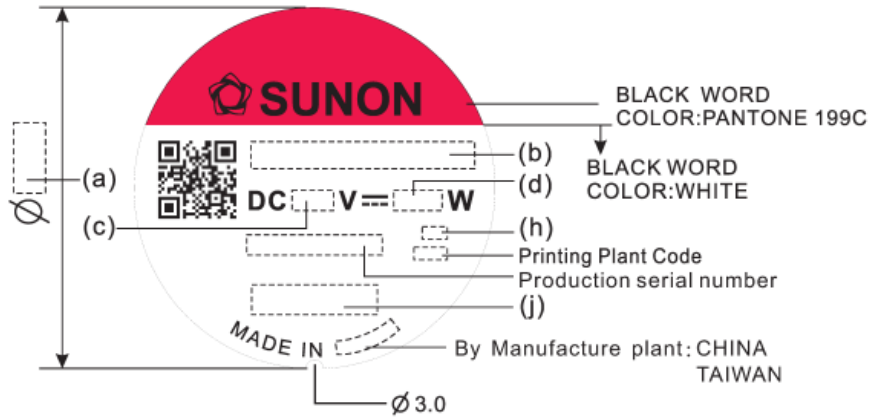 SUNON
BLACK WORD
COLOR:PANTONE 199C
(b)
BLACK WORD
COLOR:WHITE
(a)
Ø
(d)
DC V W
(c)
(h)
Printing Plant Code
Production serial number
(j)
MADE IN
By Manufacture plant: CHINA
TAIWAN
Ø 3.0